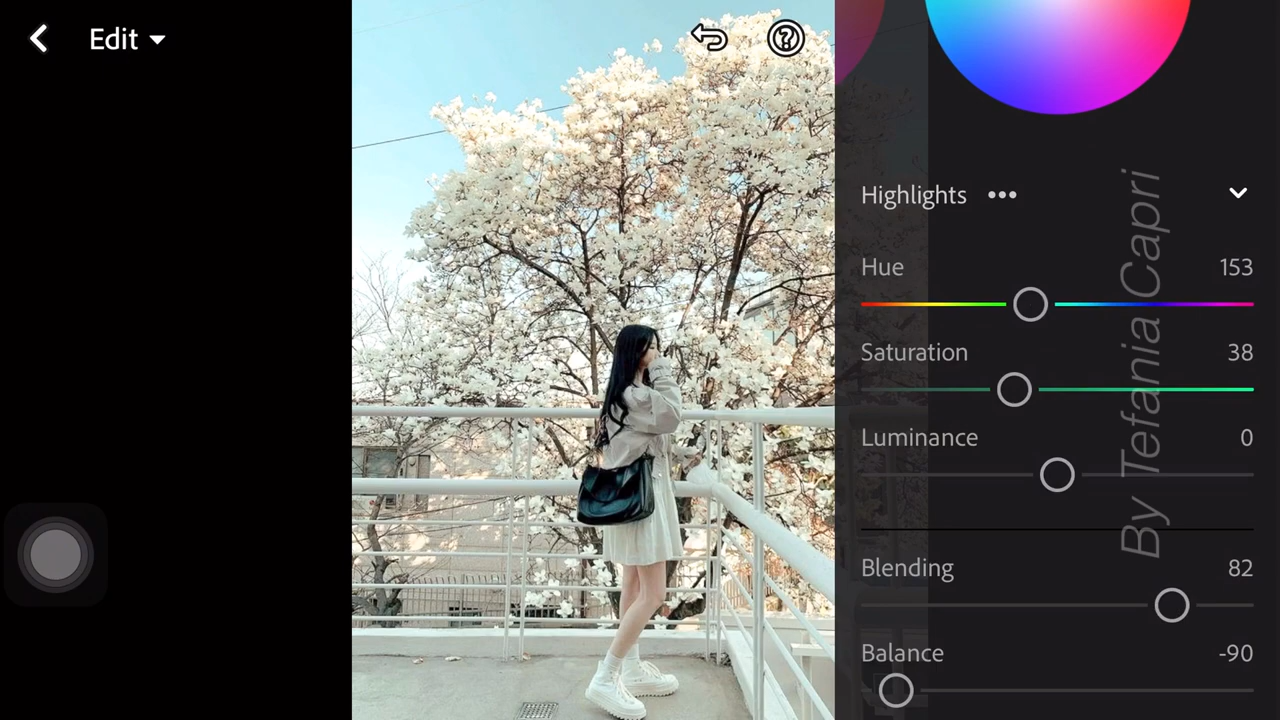 Edit
Highlights
Hue 153
Saturation 38
Luminance 0
Blending 82
Balance -90
By Tefania Capri